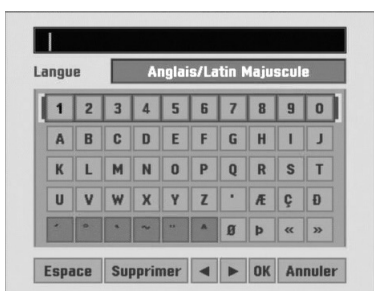 Langue Anglais/Latin Majuscule
1 2 3 4 5 6 7 8 9 0
A B C D E F G H I J
K L M N O P Q R S T
U V W X Y Z · Æ Ç Ð
´ ° ` ~ ¨ ^ Ø Þ « »
Espace Supprimer ◄ ► OK Annuler